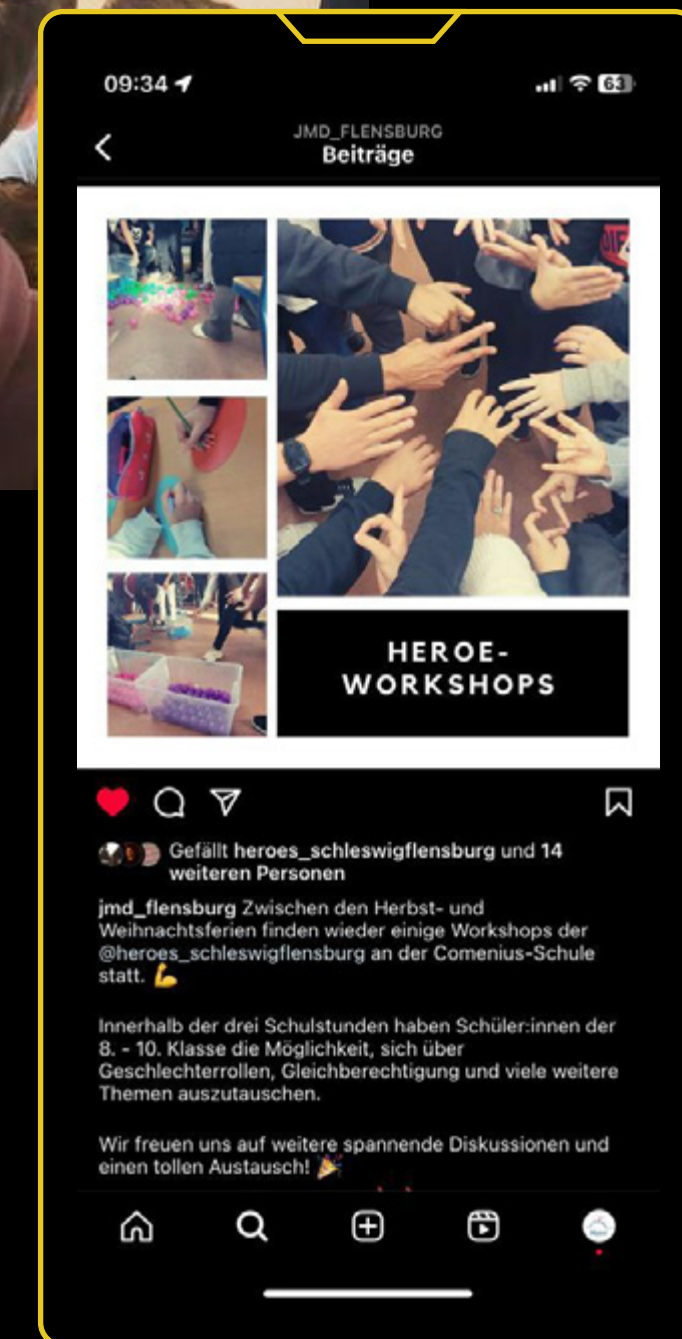 09:34
63
JMD_FLENSBURG
Beiträge
HEROE-
WORKSHOPS
Gefällt heroes_schleswigflensburg und 14
weiteren Personen
jmd_flensburg Zwischen den Herbst- und
Weihnachtsferien finden wieder einige Workshops der
@heroes_schleswigflensburg an der Comenius-Schule
statt. 💪
Innerhalb der drei Schulstunden haben Schüler:innen der
8. - 10. Klasse die Möglichkeit, sich über
Geschlechterrollen, Gleichberechtigung und viele weitere
Themen auszutauschen.
Wir freuen uns auf weitere spannende Diskussionen und
einen tollen Austausch! 🎉